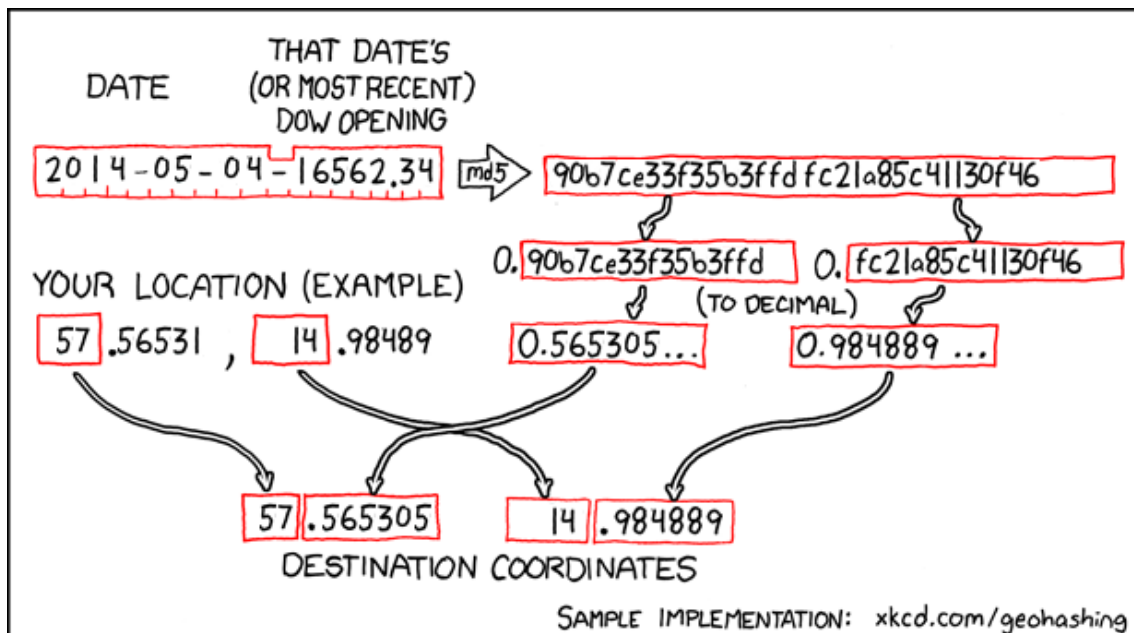 DATE
THAT DATE'S
(OR MOST RECENT)
DOW OPENING
2014-05-04-16562.34
md5
90b7ce33f35b3ffdfc21a85c41130f46
0.90b7ce33f35b3ffd
0.fc21a85c41130f46
YOUR LOCATION (EXAMPLE)
(TO DECIMAL)
57.56531, 14.98489
0.565305...
0.984889...
57.565305
14.984889
DESTINATION COORDINATES
SAMPLE IMPLEMENTATION: xkcd.com/geohashing